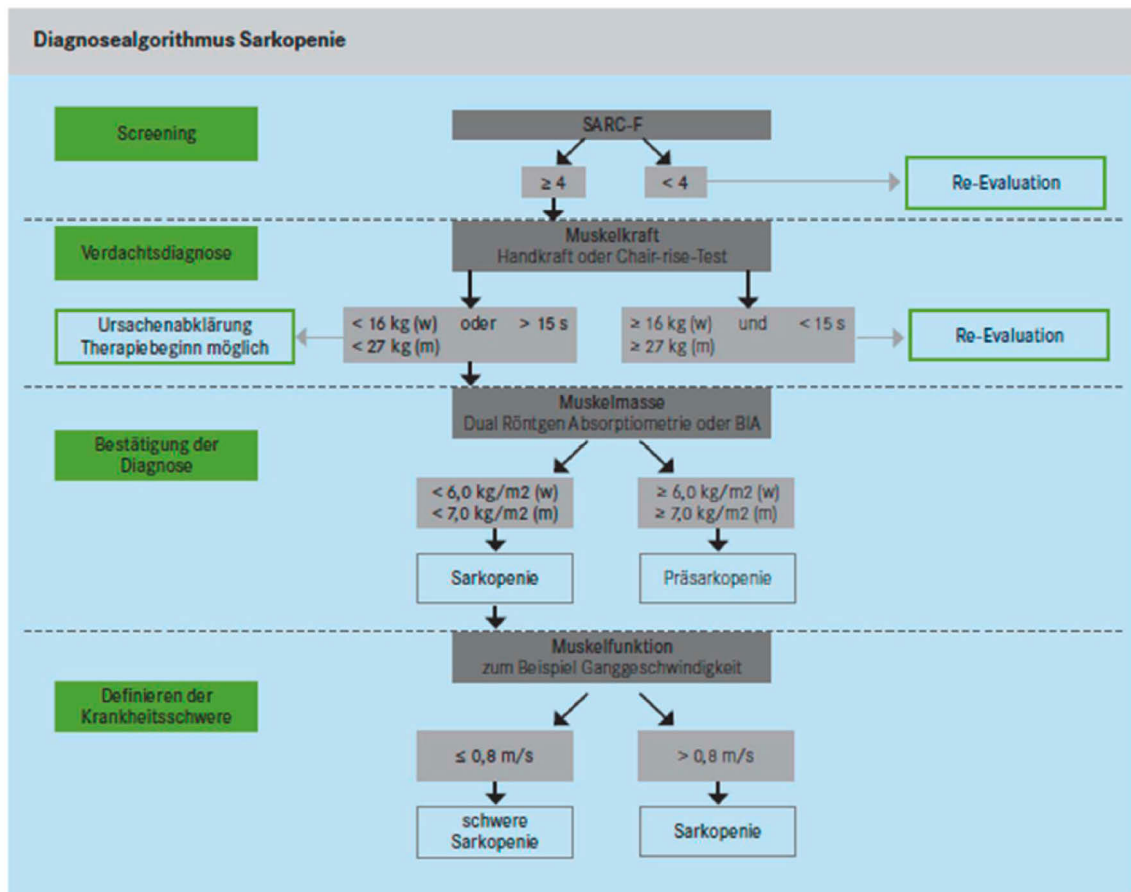 Diagnosealgorithmus Sarkopenie
Screening
SARC-F
≥ 4
< 4
Re-Evaluation
Verdachtsdiagnose
Muskelkraft
Handkraft oder Chair-rise-Test
Ursachenabklärung
Therapiebeginn möglich
< 16 kg (w) oder > 15 s
< 27 kg (m)
≥ 16 kg (w) und < 15 s
≥ 27 kg (m)
Re-Evaluation
Bestätigung der
Diagnose
Muskelmasse
Dual Röntgen Absorptiometrie oder BIA
< 6,0 kg/m2 (w)
< 7,0 kg/m2 (m)
≥ 6,0 kg/m2 (w)
≥ 7,0 kg/m2 (m)
Sarkopenie
Präsarkopenie
Definieren der
Krankheitsschwere
Muskelfunktion
zum Beispiel Ganggeschwindigkeit
≤ 0,8 m/s
> 0,8 m/s
schwere
Sarkopenie
Sarkopenie